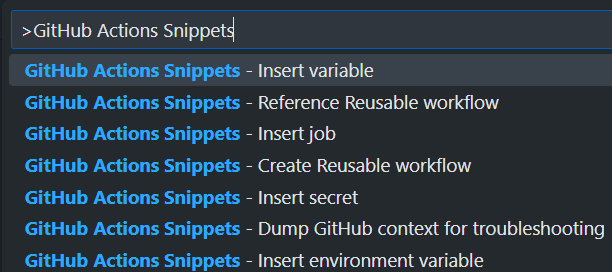 >GitHub Actions Snippets
GitHub Actions Snippets - Insert variable
GitHub Actions Snippets - Reference Reusable workflow
GitHub Actions Snippets - Insert job
GitHub Actions Snippets - Create Reusable workflow
GitHub Actions Snippets - Insert secret
GitHub Actions Snippets - Dump GitHub context for troubleshooting
GitHub Actions Snippets - Insert environment variable